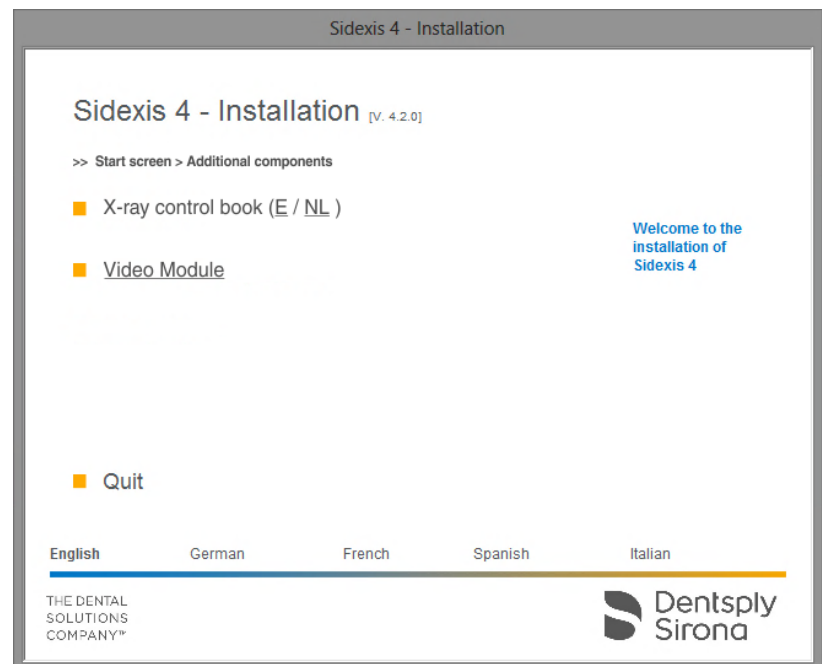 Sidexis 4 - Installation
Sidexis 4 - Installation [V. 4.2.0]
>> Start screen > Additional components
X-ray control book (E / NL )
Welcome to the
installation of
Sidexis 4
Video Module
Quit
English German French Spanish Italian
THE DENTAL
SOLUTIONS
COMPANY™
Dentsply
Sirona